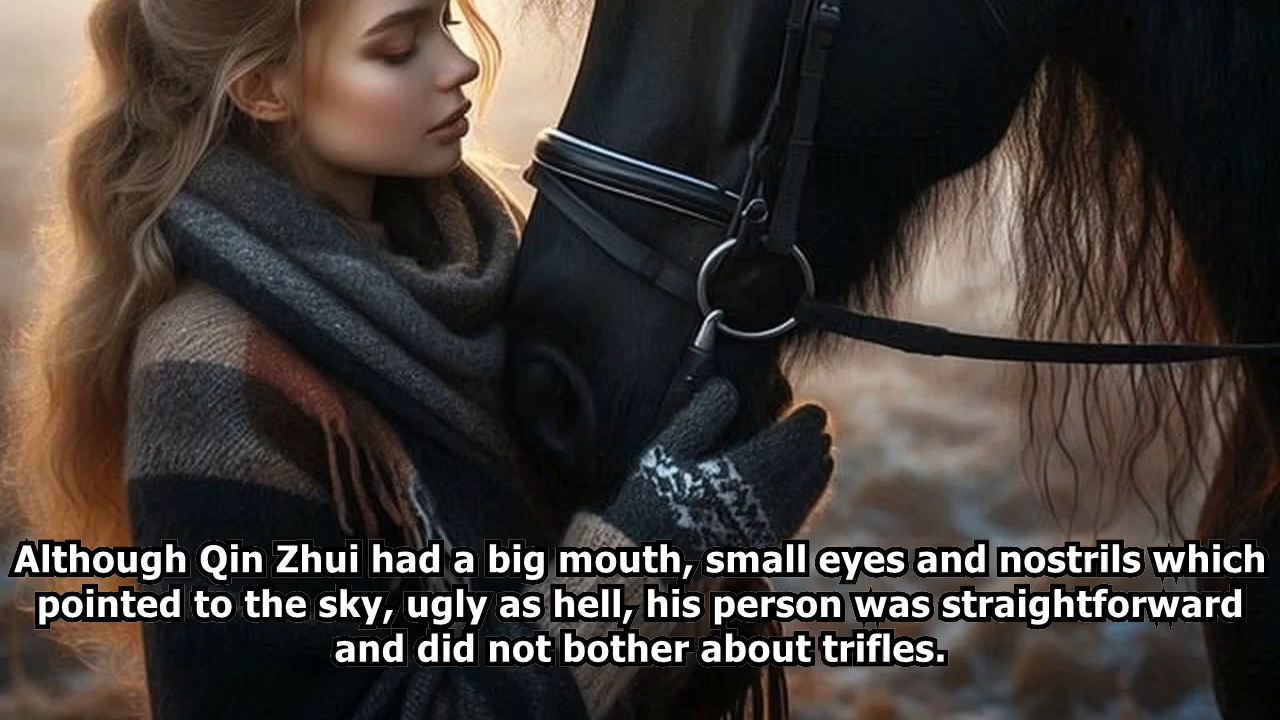 Although Qin Zhui had a big mouth, small eyes and nostrils which
pointed to the sky, ugly as hell, his person was straightforward
and did not bother about trifles.